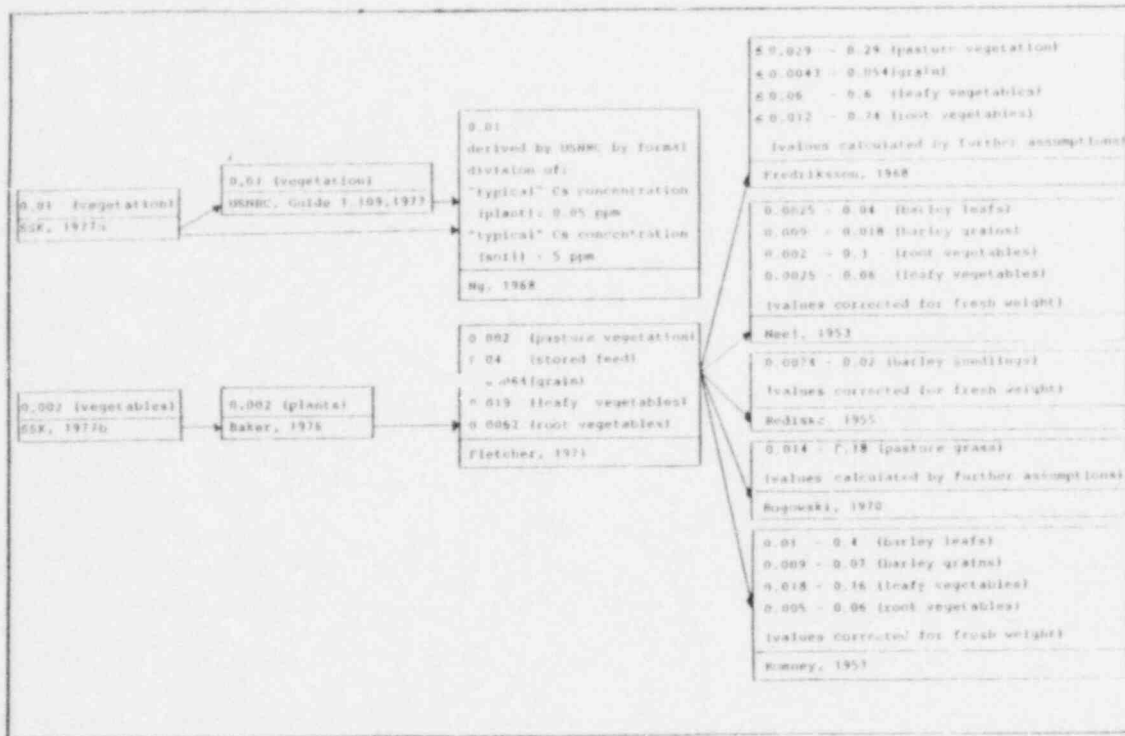 0.01 (vegetation)
SSK, 1977a
0.01 (vegetation)
USNRC, Guide 1.109,1977
0.01
derived by USNRC by formal
division of:
"typical" Cs concentration
(plant): 0.05 ppm
"typical" Cs concentration
(soil) - 5 ppm
Ng, 1968
0.002 (vegetables)
SSK, 1977b
0.002 (plants)
Baker, 1976
0.002 (pasture vegetation)
04 (stored feed)
(grain)
0.019 (leafy vegetables)
0.0062 (root vegetables)
Fletcher, 1971
≤ 0.029 - 0.29 (pasture vegetation)
≤ 0.0043 - 0.054(grain)
≤ 0.06 - 0.6 (leafy vegetables)
≤ 0.012 - 0.24 (root vegetables)
(values calculated by further assumptions)
Fredriksson, 1968
0.0025 - 0.04 (barley leafs)
0.009 - 0.018 (barley grains)
0.002 - 0.1 (root vegetables)
0.0025 - 0.06 (leafy vegetables)
(values corrected for fresh weight)
Neel, 1953
0.0074 - 0.02 (barley seedlings)
(values corrected for fresh weight)
Rediske, 1955
0.014 - 18 (pasture grass)
(values calculated by further assumptions)
Rogowski, 1970
0.01 - 0.4 (barley leafs)
0.009 - 0.07 (barley grains)
0.018 - 0.16 (leafy vegetables)
0.005 - 0.06 (root vegetables)
(values corrected for fresh weight)
Romney, 1957